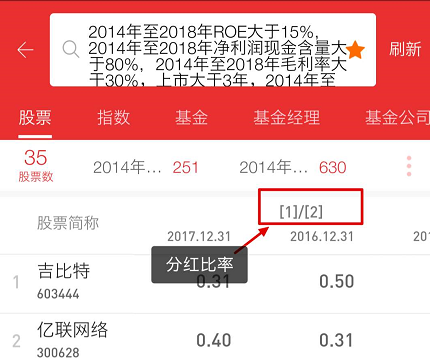 2014年至2018年ROE大于15%,
2014年至2018年净利润现金含量大
于80%，2014年至2018年毛利率大
于30%，上市大于3年，2014年至
刷新
股票 指数 基金 基金经理 基金公司
35 2014年... 251 2014年... 630
股票数
[1]/[2]
股票简称
2017.12.31 2016.12.31 201
分红比率
1 吉比特 0.31 0.50
603444
2 亿联网络 0.40 0.31
300628